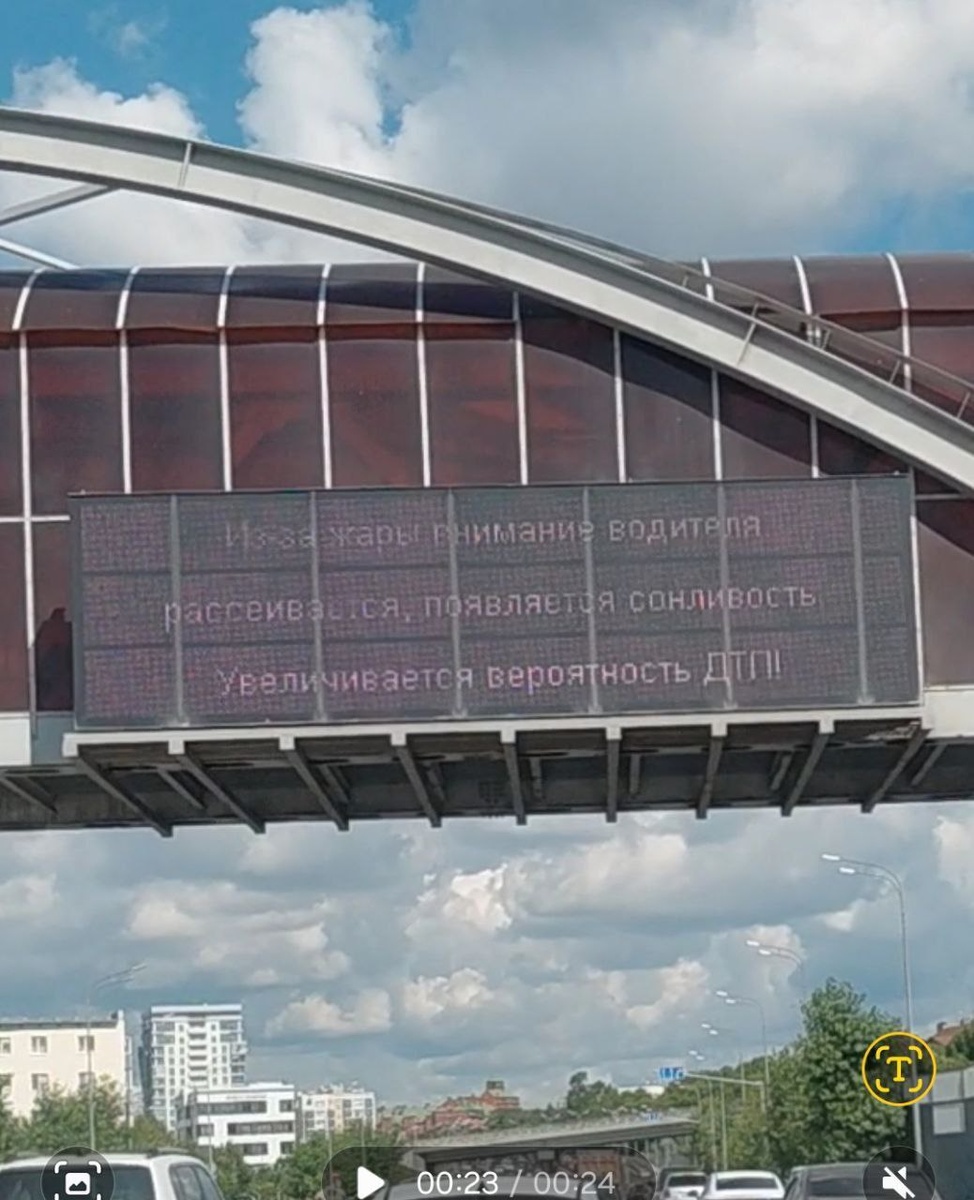 Из-за жары внимание водителя
рассеивается, появляется сонливость
Увеличивается вероятность ДТП!
T
00:23 / 00:24